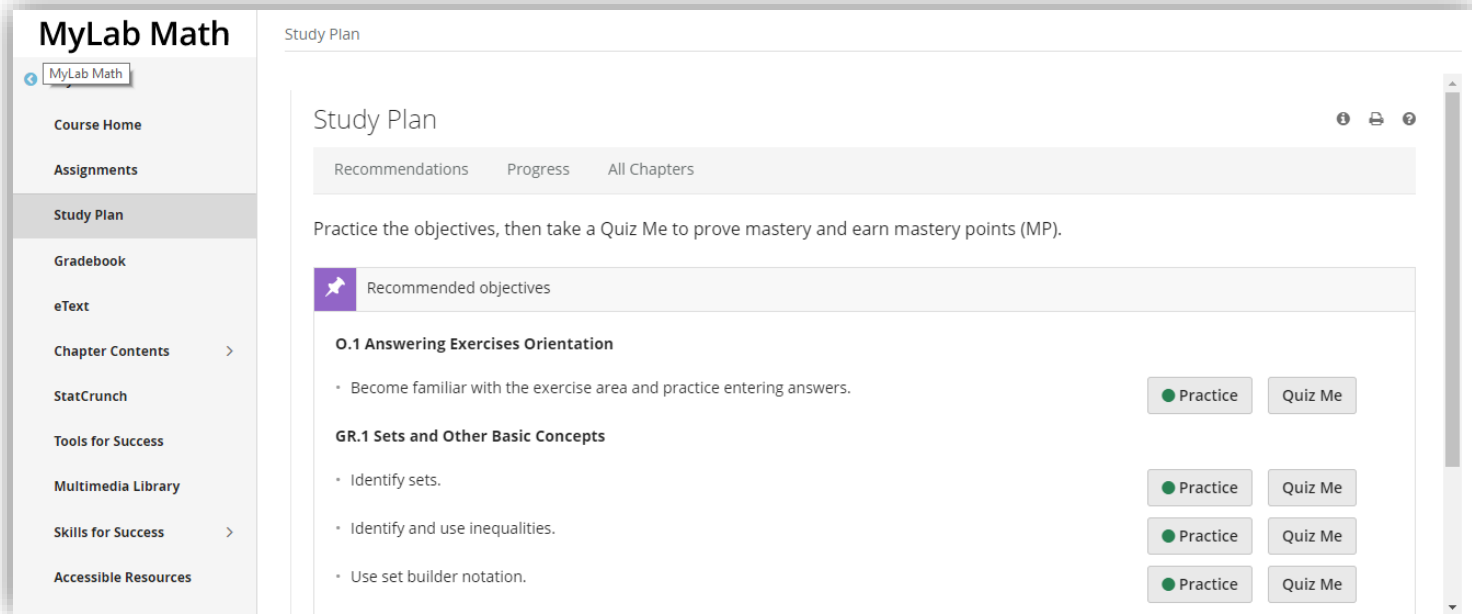 MyLab Math
MyLab Math
Course Home
Assignments
Study Plan
Gradebook
eText
Chapter Contents
StatCrunch
Tools for Success
Multimedia Library
Skills for Success
Accessible Resources
Study Plan
Study Plan
Recommendations Progress All Chapters
Practice the objectives, then take a Quiz Me to prove mastery and earn mastery points (MP).
Recommended objectives
O.1 Answering Exercises Orientation
• Become familiar with the exercise area and practice entering answers. Practice Quiz Me
GR.1 Sets and Other Basic Concepts
• Identify sets. Practice Quiz Me
• Identify and use inequalities. Practice Quiz Me
• Use set builder notation. Practice Quiz Me